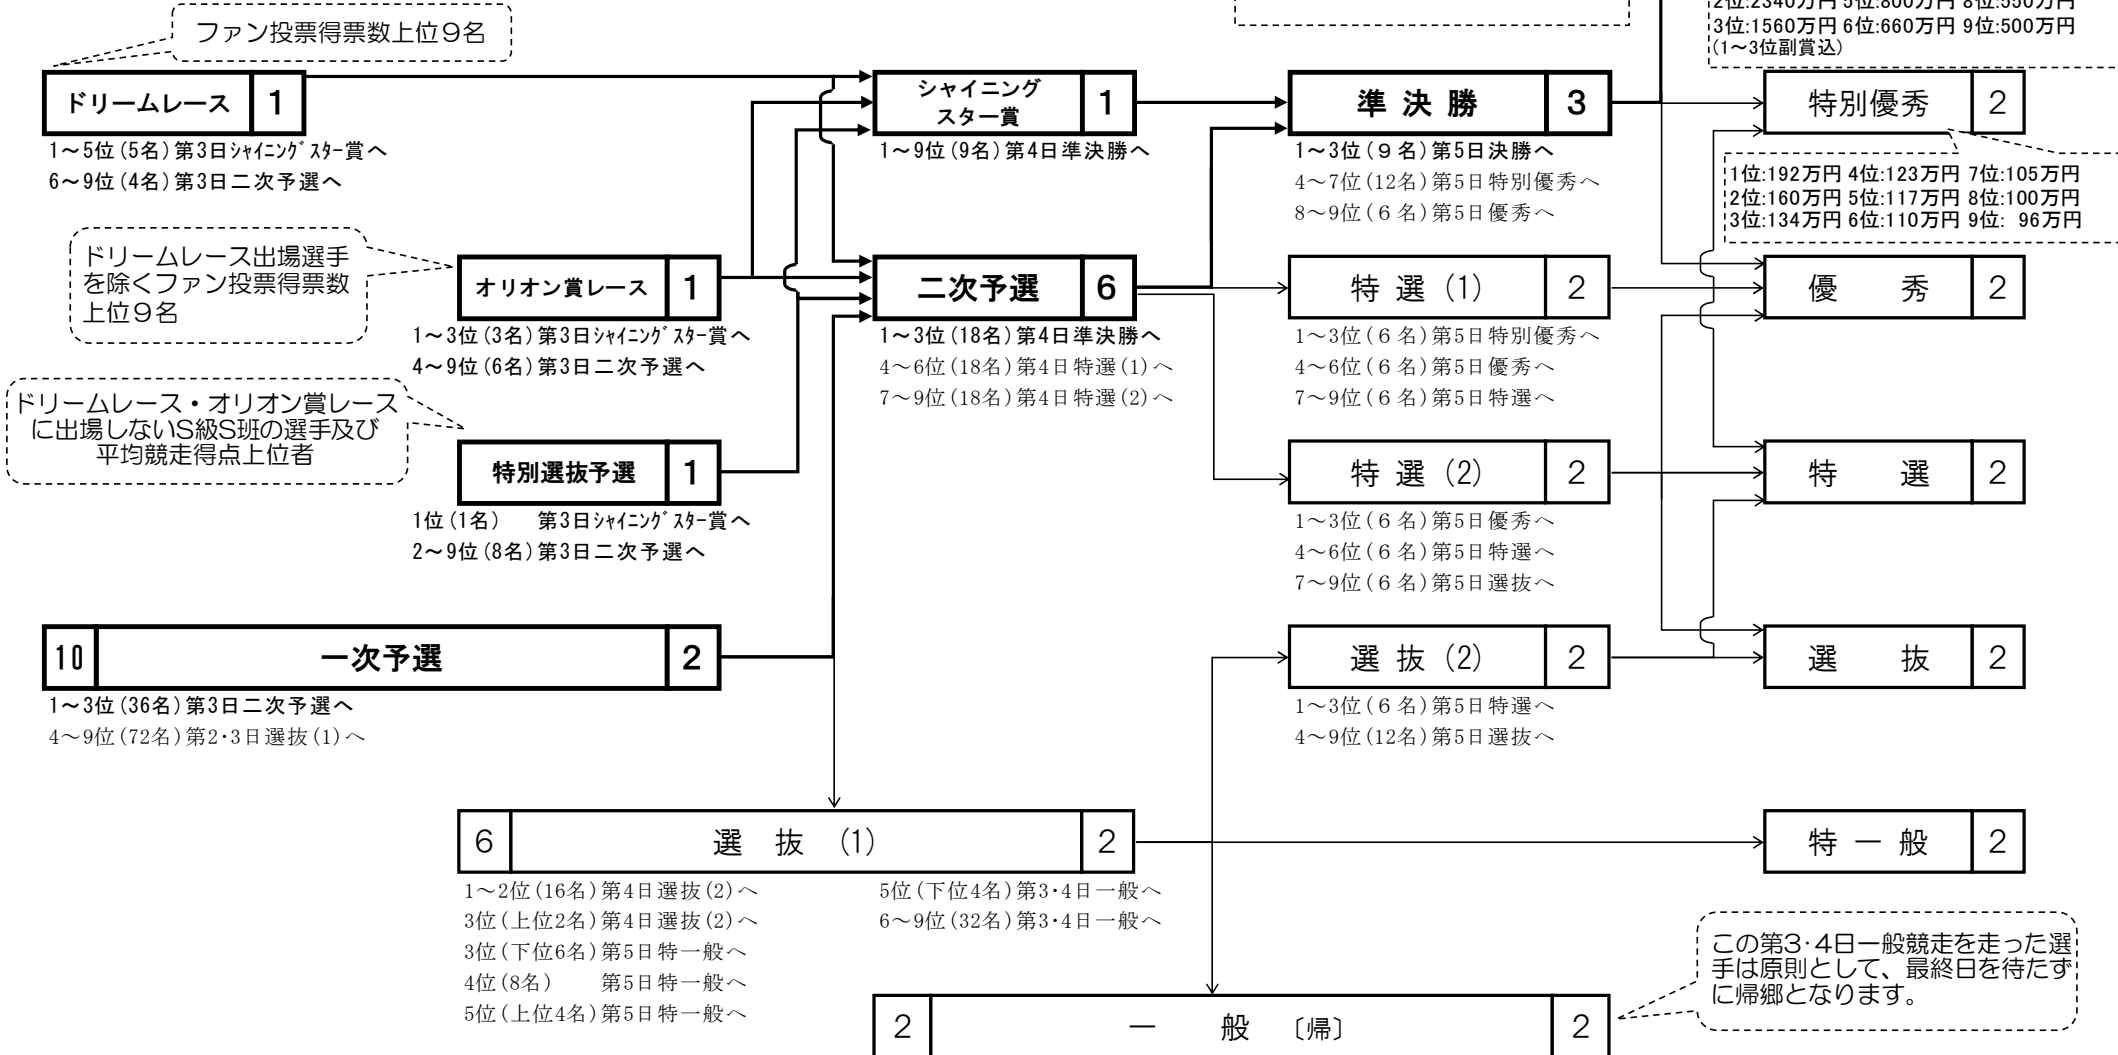 ファン投票得票数上位９名
2位:2340万円 5位:800万円 8位:550万円
3位:1560万円 6位:660万円 9位:500万円
(1～3位副賞込)
ドリームレース 1
1～5位(5名)第3日ｼｬｲﾆﾝｸﾞｽﾀｰ賞へ
6～9位(4名)第3日二次予選へ
シャイニング
スター賞 1
1～9位(9名)第4日準決勝へ
準 決 勝 3
1～3位(９名)第5日決勝へ
4～7位(12名)第5日特別優秀へ
8～9位(６名)第5日優秀へ
特別優秀 2
1位:192万円 4位:123万円 7位:105万円
2位:160万円 5位:117万円 8位:100万円
3位:134万円 6位:110万円 9位: 96万円
ドリームレース出場選手
を除くファン投票得票数
上位９名
オリオン賞レース 1
1～3位(3名)第3日ｼｬｲﾆﾝｸﾞｽﾀｰ賞へ
4～9位(6名)第3日二次予選へ
二次予選 6
1～3位(18名)第4日準決勝へ
4～6位(18名)第4日特選(1)へ
7～9位(18名)第4日特選(2)へ
特 選 (1) 2
1～3位(６名)第5日特別優秀へ
4～6位(６名)第5日優秀へ
7～9位(６名)第5日特選へ
優 秀 2
ドリームレース・オリオン賞レース
に出場しないS級S班の選手及び
平均競走得点上位者
特別選抜予選 1
1位(1名) 第3日ｼｬｲﾆﾝｸﾞｽﾀｰ賞へ
2～9位(8名)第3日二次予選へ
特 選 (2) 2
1～3位(６名)第5日優秀へ
4～6位(６名)第5日特選へ
7～9位(６名)第5日選抜へ
特 選 2
10 一次予選 2
1～3位(36名)第3日二次予選へ
4～9位(72名)第2･3日選抜(1)へ
選 抜 (2) 2
1～3位(６名)第5日特選へ
4～9位(12名)第5日選抜へ
選 抜 2
6 選 抜 (1) 2
1～2位(16名)第4日選抜(2)へ
3位(上位2名)第4日選抜(2)へ
3位(下位6名)第5日特一般へ
4位(8名) 第5日特一般へ
5位(上位4名)第5日特一般へ
5位(下位4名)第3･4日一般へ
6～9位(32名)第3･4日一般へ
特 一 般 2
この第3･4日一般競走を走った選
手は原則として、最終日を待たず
に帰郷となります。
2 一 般 〔帰〕 2